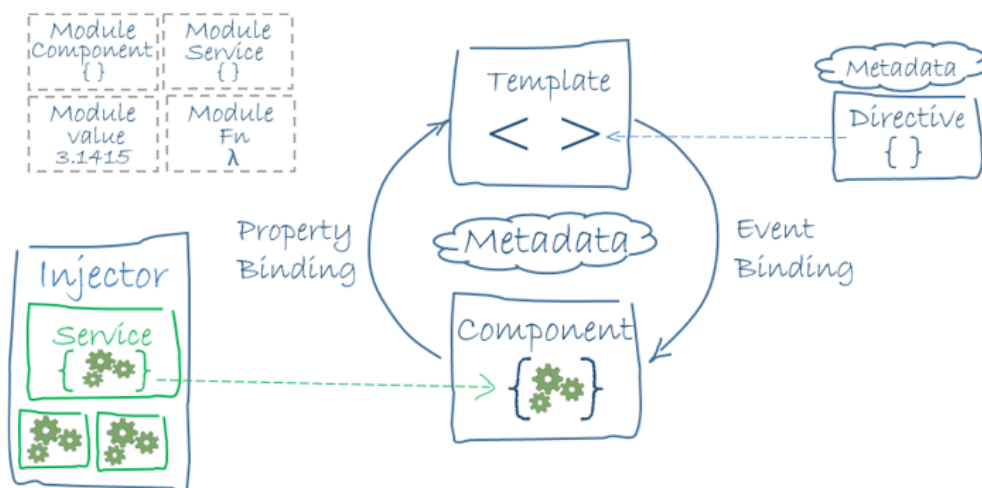 Module
Component
{ }
Module
Service
{ }
Module
value
3.1415
Module
Fn
λ
Template
< >
Metadata
Directive
{ }
Property
Binding
Metadata
Event
Binding
Injector
Service
{ }
Component
{ }